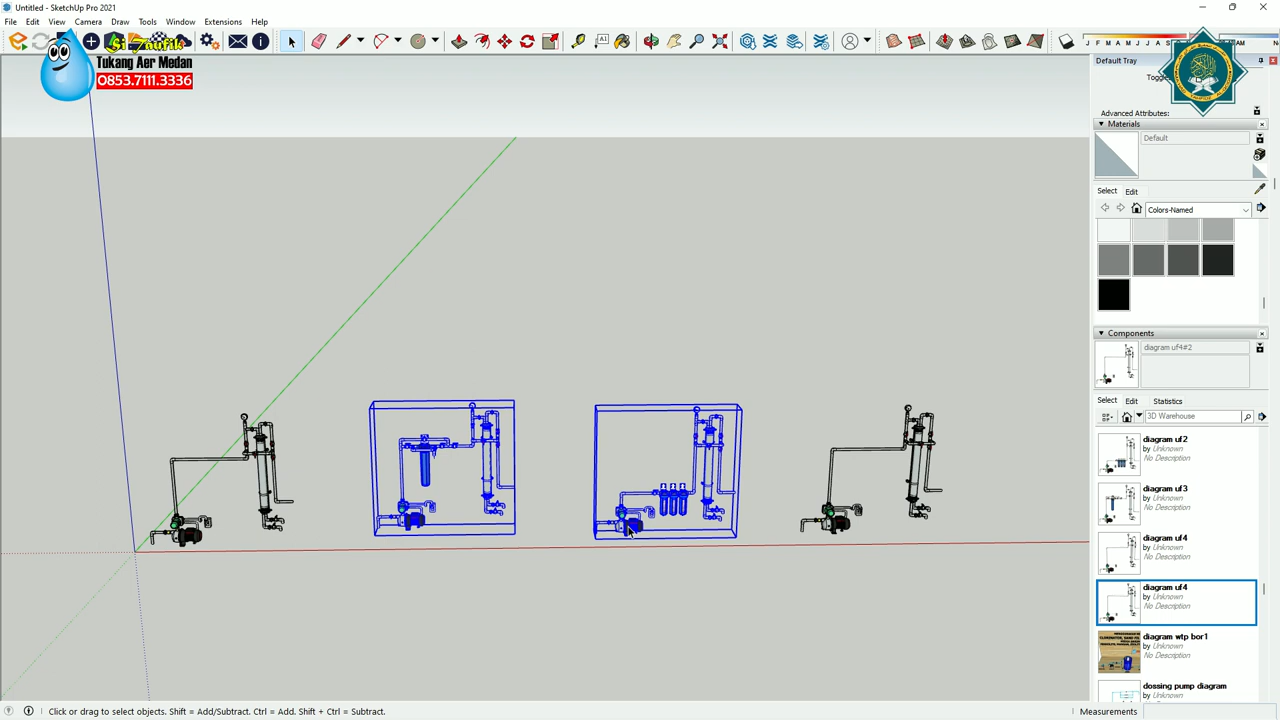 Untitled - SketchUp Pro 2021
File Edit View Camera Draw Tools Window Extensions Help
Si Taufik
Tukang Aer Medan
0853.7111.3336
J F M A M J J A S
AM
Default Tray
Advanced Attributes:
Materials
Default
Select Edit
Colors-Named
Components
diagram uf4#2
Select Edit Statistics
3D Warehouse
diagram uf2
by Unknown
No Description
diagram uf3
by Unknown
No Description
diagram uf4
by Unknown
No Description
diagram uf4
by Unknown
No Description
diagram wtp bor1
by Unknown
No Description
dossing pump diagram
by Unknown
Click or drag to select objects. Shift = Add/Subtract. Ctrl = Add. Shift + Ctrl = Subtract.
Measurements